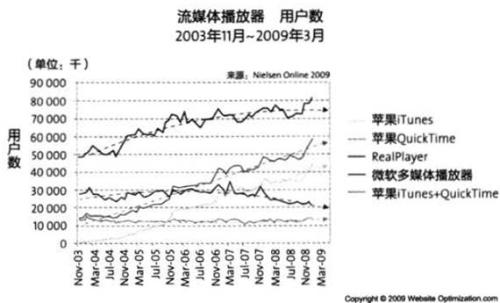 流媒体播放器 用户数
2003年11月~2009年3月
(单位:千)
来源:Nielsen Online 2009
90 000
80 000
70 000
60 000
50 000
40 000
30 000
20 000
10 000
0
用户数
Nov-03
Mar-04
Jul-04
Nov-04
Mar-05
Jul-05
Nov-05
Mar-06
Jul-06
Nov-06
Mar-07
Jul-07
Nov-07
Mar-08
Jul-08
Nov-08
Mar-09
苹果iTunes
苹果QuickTime
RealPlayer
微软多媒体播放器
苹果iTunes+QuickTime
Copyright © 2009 Website Optimization.com